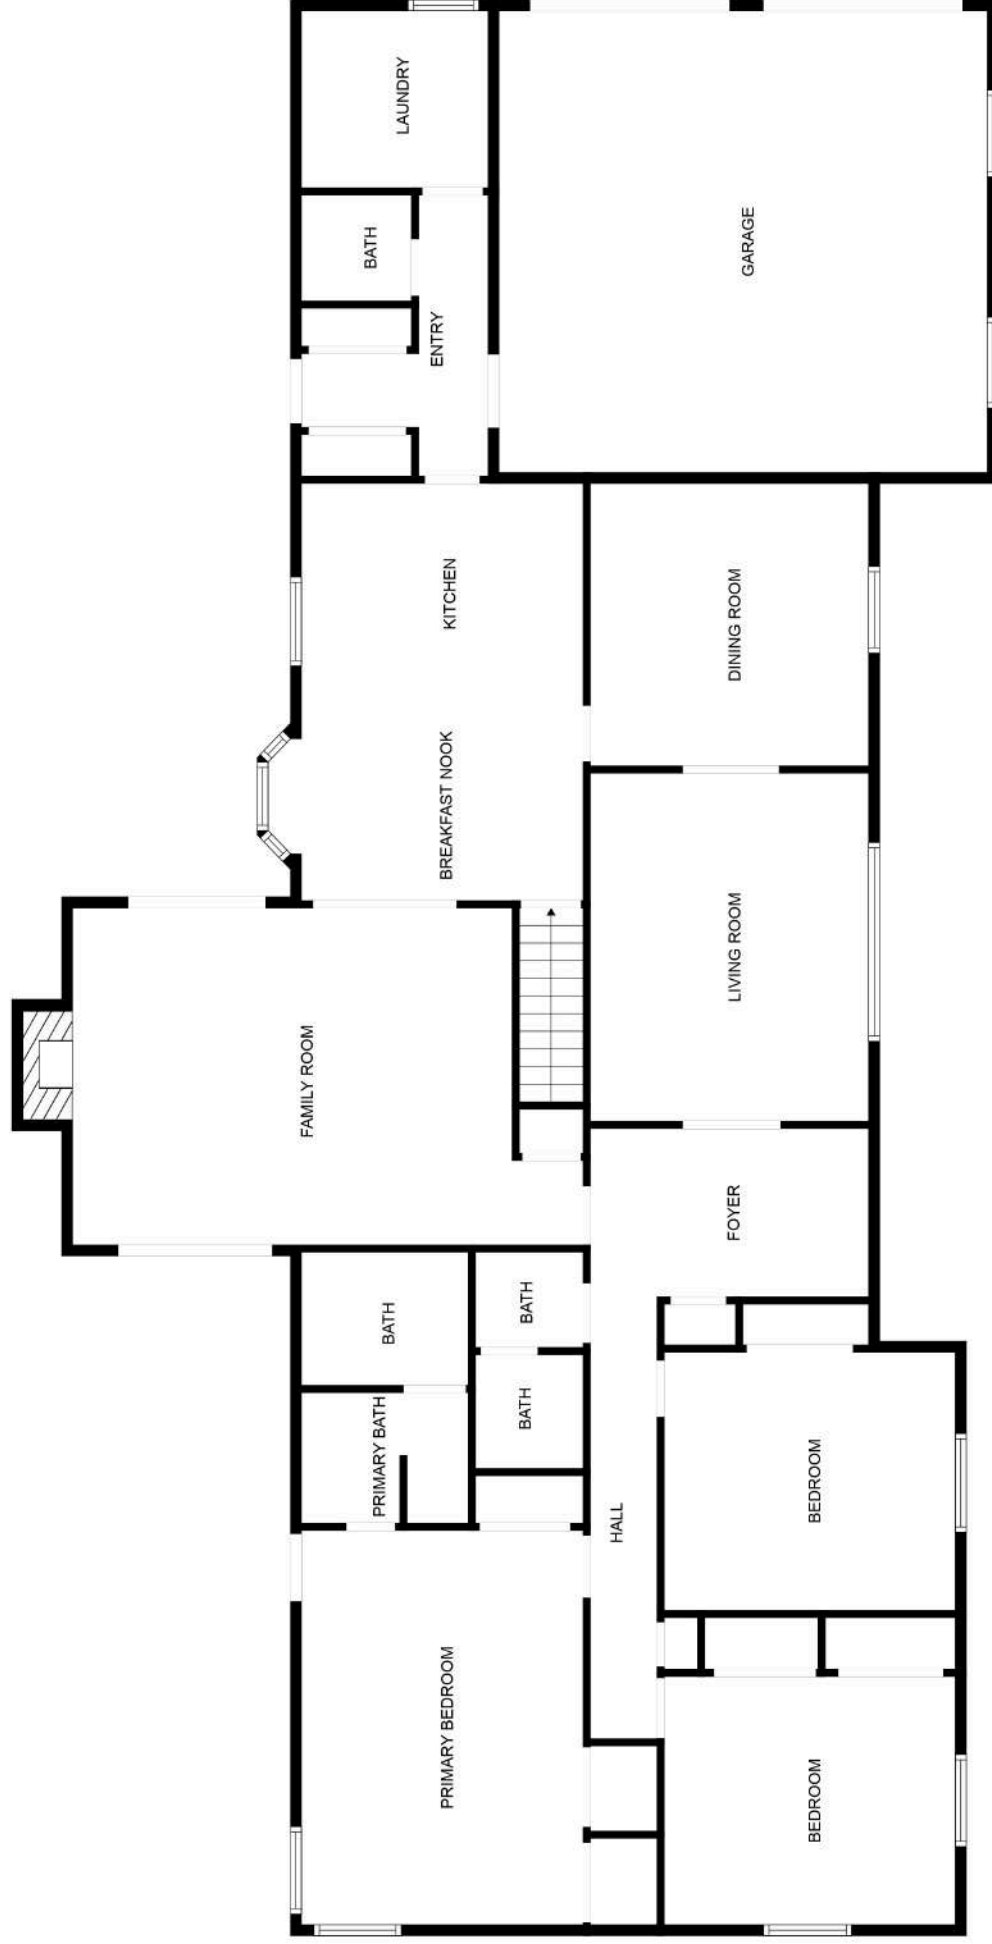 LAUNDRY
BATH
GARAGE
ENTRY
KITCHEN
DINING ROOM
BREAKFAST NOOK
LIVING ROOM
FAMILY ROOM
FOYER
BATH
BATH
BATH
PRIMARY BATH
BEDROOM
HALL
PRIMARY BEDROOM
BEDROOM